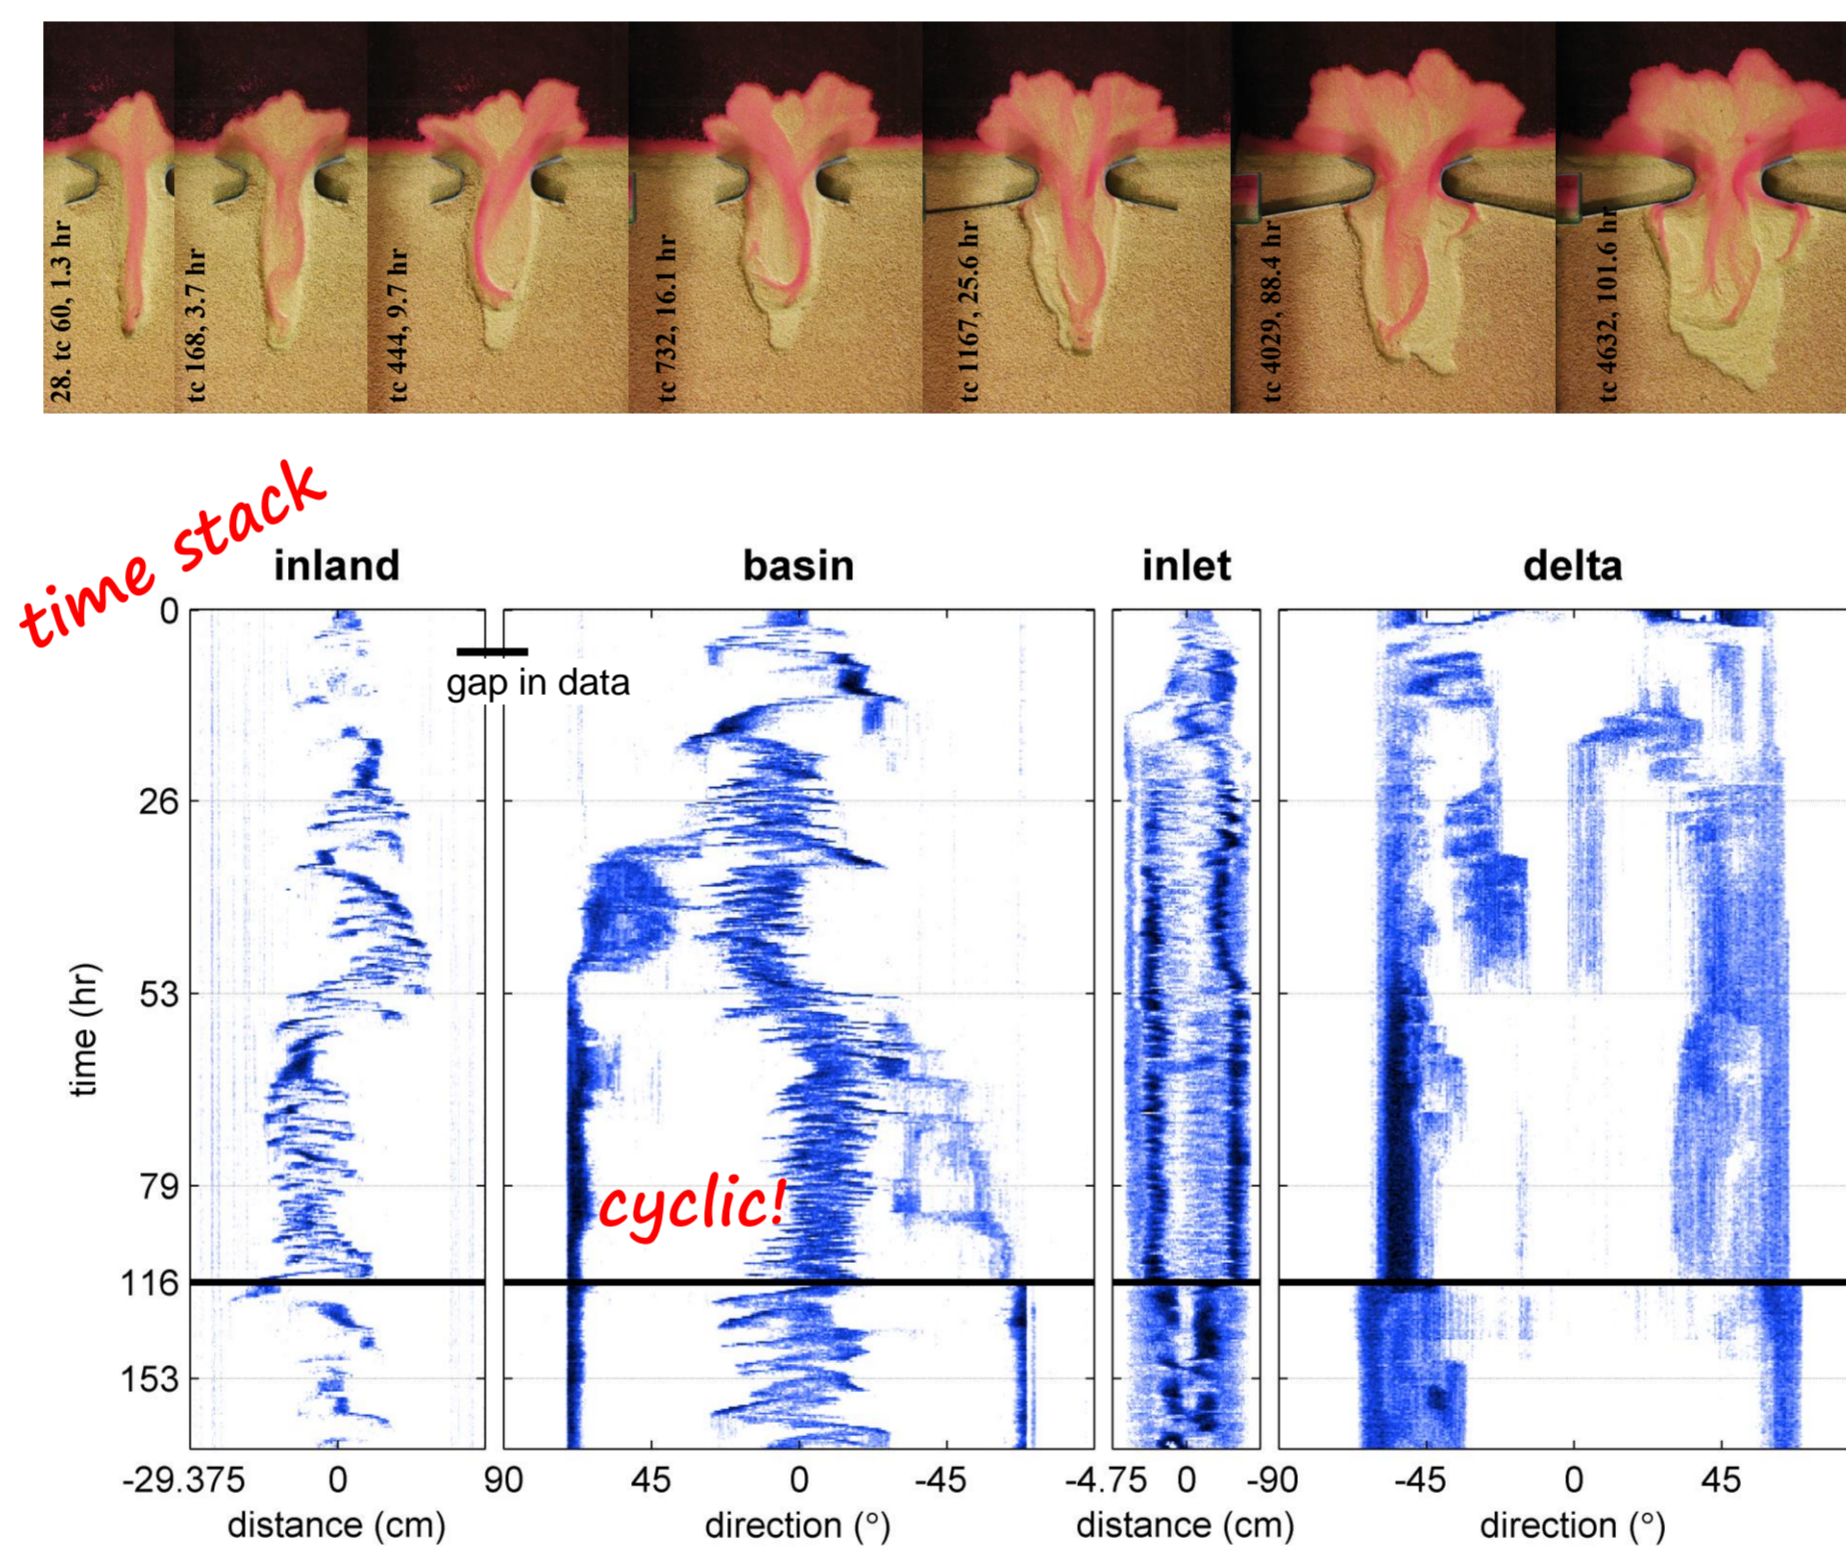 28. tc 60, 1.3 hr
tc 168, 3.7 hr
tc 444, 9.7 hr
tc 732, 16.1 hr
tc 1167, 25.6 hr
tc 4029, 88.4 hr
tc 4632, 101.6 hr
time stack
inland
basin
inlet
delta
gap in data
cyclic!
time (hr)
0
26
53
79
116
153
-29.375 0
90 45 0 -45
-4.75 0
-90 -45 0 45
distance (cm)
direction (°)
distance (cm)
direction (°)